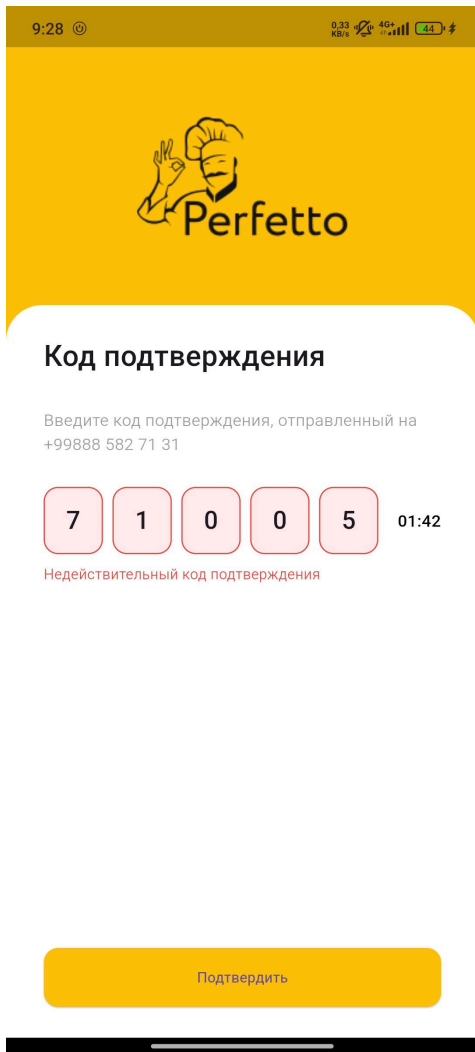 9:28
0,33 KB/s 4G+ 44
Perfetto
Код подтверждения
Введите код подтверждения, отправленный на
+99888 582 71 31
7 1 0 0 5 01:42
Недействительный код подтверждения
Подтвердить